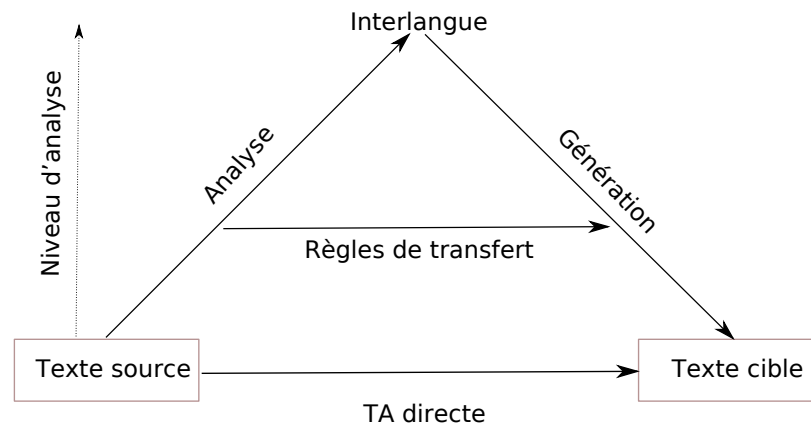 Interlangue
Niveau d’analyse
Analyse
Génération
Règles de transfert
Texte source
Texte cible
TA directe